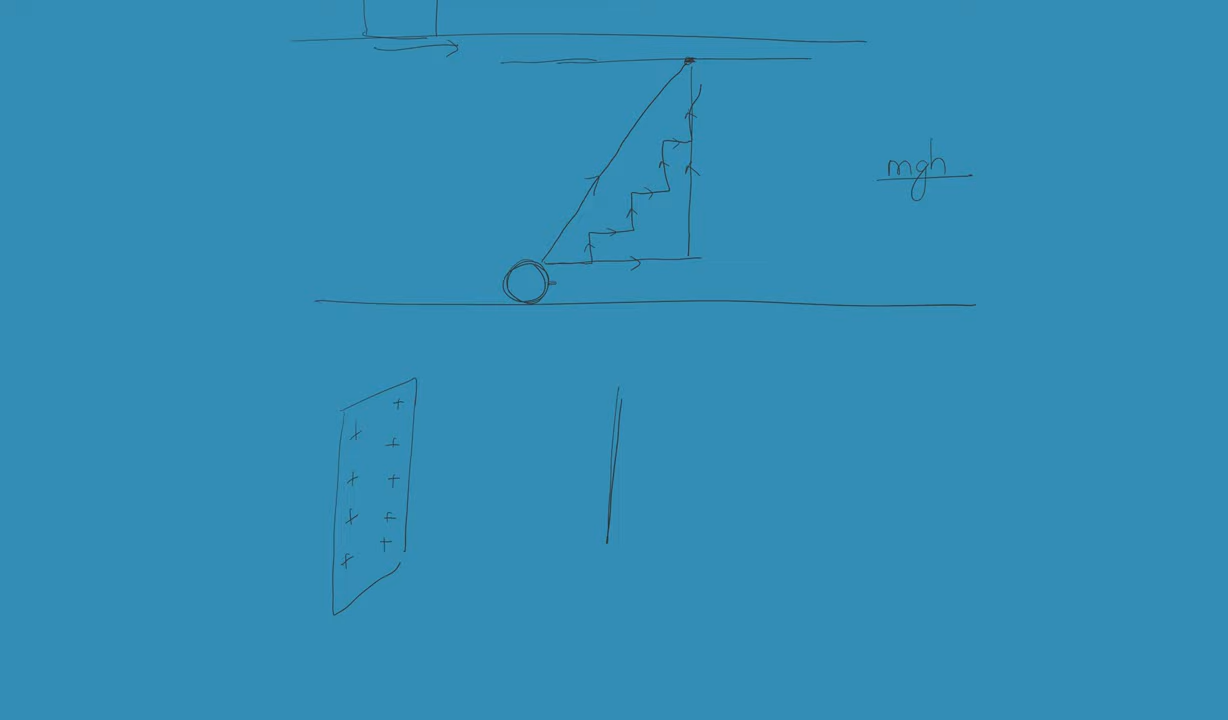 mgh
+ + + + + + + + +